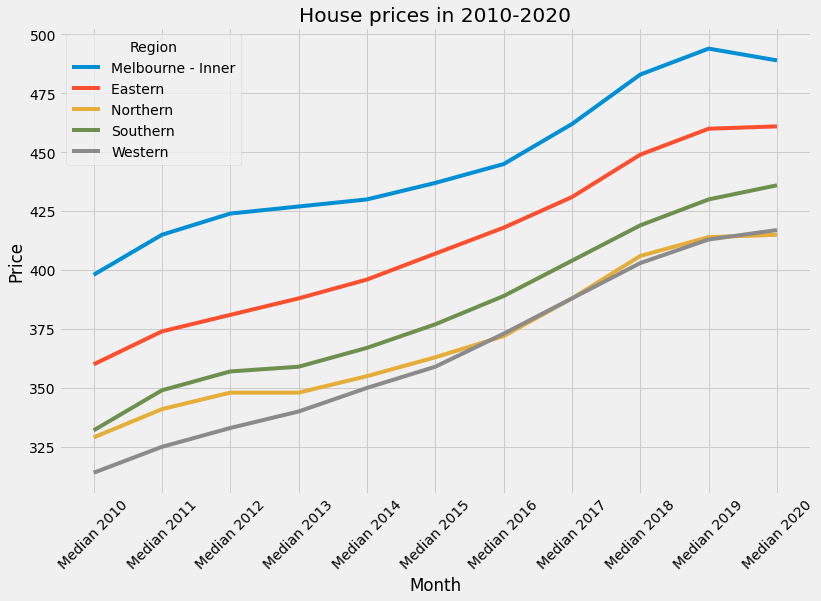 House prices in 2010-2020
Region
Melbourne - Inner
Eastern
Northern
Southern
Western
Price
500
475
450
425
400
375
350
325
Median 2010
Median 2011
Median 2012
Median 2013
Median 2014
Median 2015
Median 2016
Median 2017
Median 2018
Median 2019
Median 2020
Month